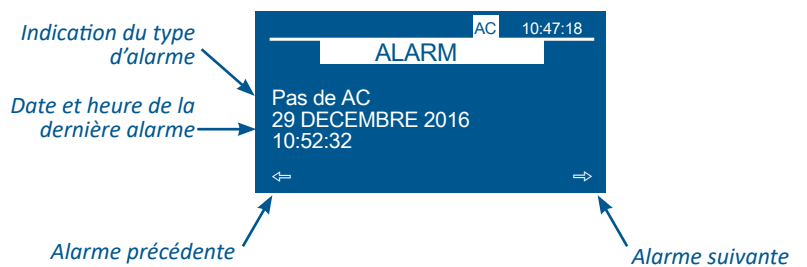 AC 10:47:18
ALARM
Indication du type
d’alarme
Pas de AC
Date et heure de la
dernière alarme
29 DECEMBRE 2016
10:52:32
Alarme précédente
Alarme suivante